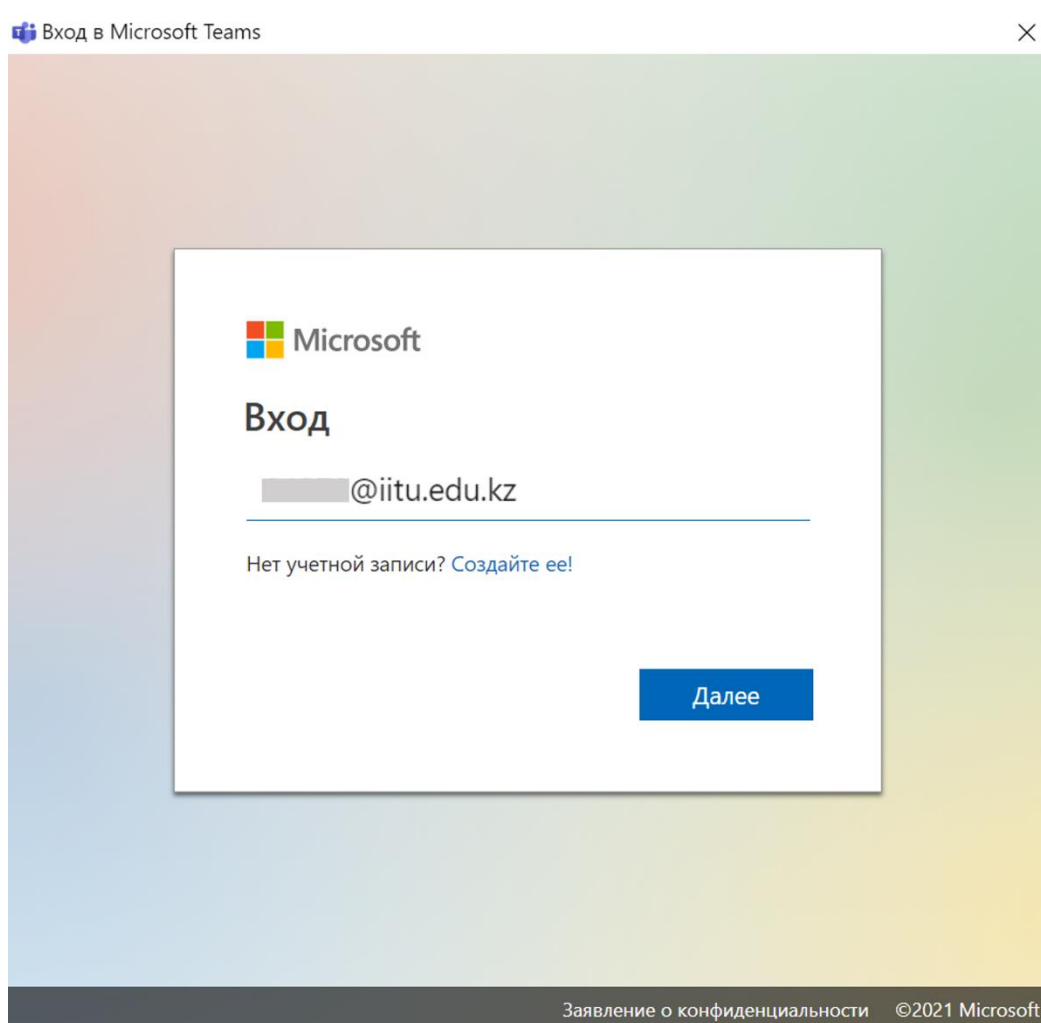 Вход в Microsoft Teams
Microsoft
Вход
@iitu.edu.kz
Нет учетной записи? Создайте ее!
Далее
Заявление о конфиденциальности ©2021 Microsoft